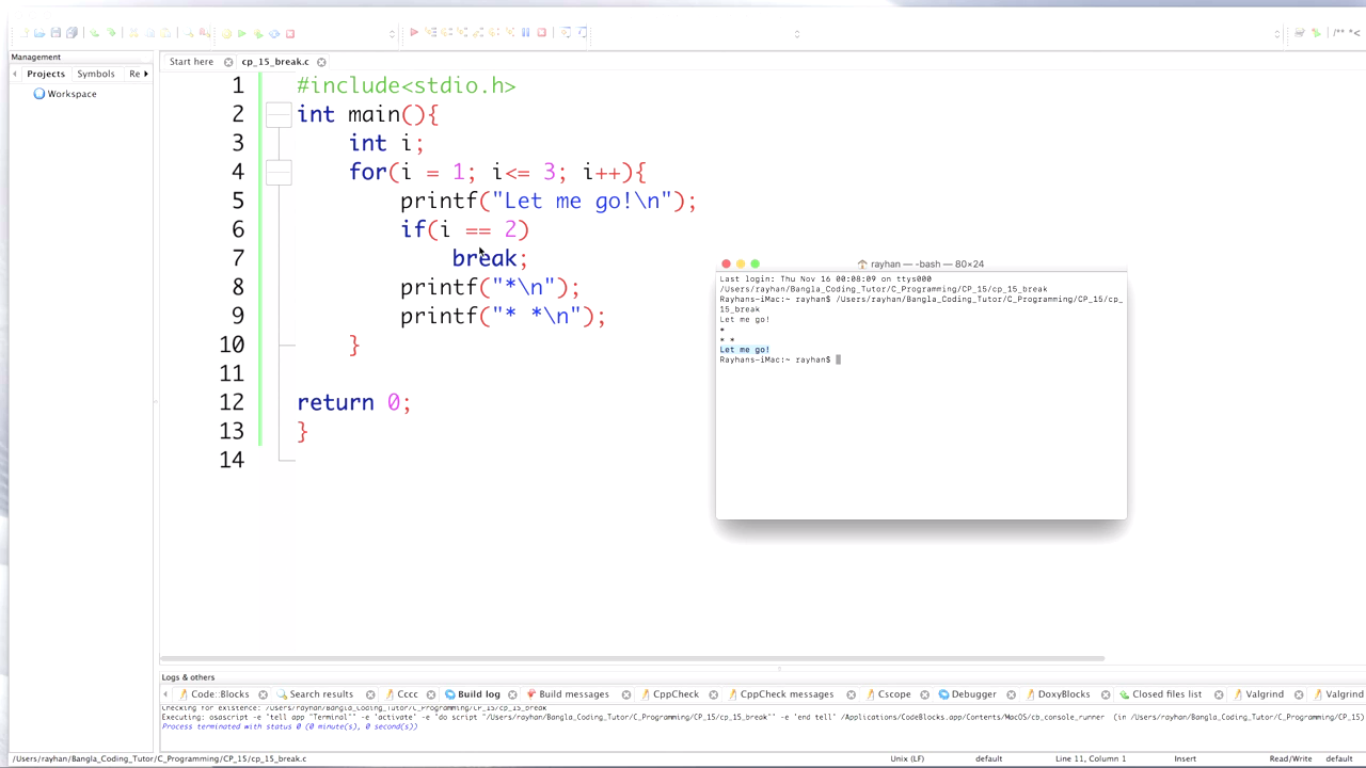 Management
Projects Symbols Re
Workspace
Start here cp_15_break.c
1 #include<stdio.h>
2 int main(){
3 int i;
4 for(i = 1; i<= 3; i++){
5 printf("Let me go!\n");
6 if(i == 2)
7 break;
8 printf("*\n");
9 printf("* *\n");
10 }
11
12 return 0;
13 }
14
rayhan — -bash — 80×24
Last login: Thu Nov 16 00:08:09 on ttys000
/Users/rayhan/Bangla_Coding_Tutor/C_Programming/CP_15/cp_15_break
Rayhans-iMac:~ rayhan$ /Users/rayhan/Bangla_Coding_Tutor/C_Programming/CP_15/cp_
15_break
Let me go!
*
* *
Let me go!
Rayhans-iMac:~ rayhan$
Logs & others
Code::Blocks Search results Cccc Build log Build messages CppCheck CppCheck messages Cscope Debugger DoxyBlocks Closed files list Valgrind Valgrind
Checking for existence: /Users/rayhan/Bangla_Coding_Tutor/C_Programming/CP_15/cp_15_break
Executing: osascript -e 'tell app "Terminal"' -e 'activate' -e 'do script "/Users/rayhan/Bangla_Coding_Tutor/C_Programming/CP_15/cp_15_break"' -e 'end tell' /Applications/CodeBlocks.app/Contents/MacOS/cb_console_runner (in /Users/rayhan/Bangla_Coding_Tutor/C_Programming/CP_15)
Process terminated with status 0 (0 minute(s), 0 second(s))
/Users/rayhan/Bangla_Coding_Tutor/C_Programming/CP_15/cp_15_break.c Unix (LF) default Line 11, Column 1 Insert Read/Write default